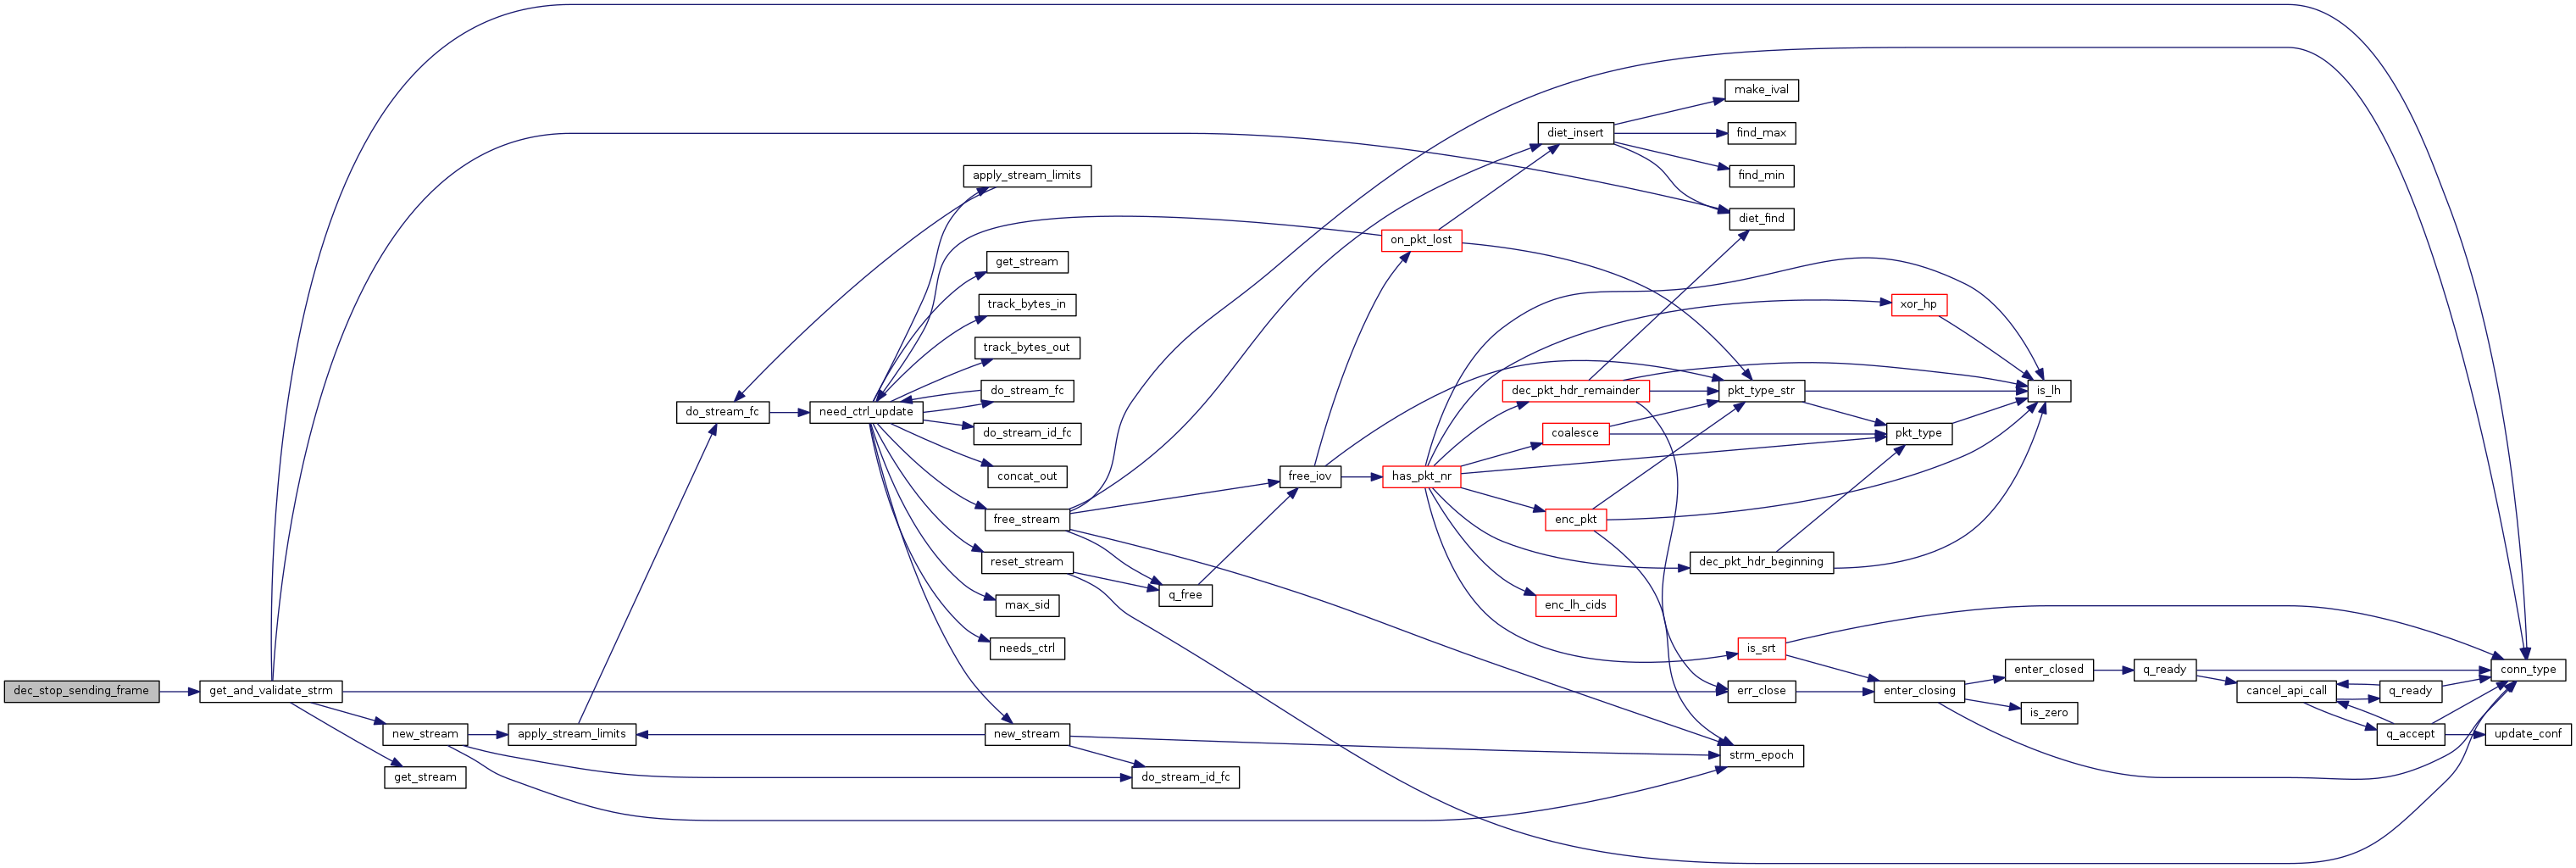 make_ival
diet_insert
find_max
apply_stream_limits
find_min
diet_find
on_pkt_lost
get_stream
track_bytes_in
xor_hp
track_bytes_out
do_stream_fc
dec_pkt_hdr_remainder
pkt_type_str
is_lh
do_stream_fc
need_ctrl_update
do_stream_id_fc
coalesce
pkt_type
concat_out
free_iov
has_pkt_nr
free_stream
enc_pkt
reset_stream
dec_pkt_hdr_beginning
q_free
max_sid
enc_lh_cids
needs_ctrl
is_srt
enter_closed
q_ready
conn_type
dec_stop_sending_frame
get_and_validate_strm
err_close
enter_closing
cancel_api_call
q_ready
is_zero
new_stream
apply_stream_limits
new_stream
q_accept
update_conf
strm_epoch
get_stream
do_stream_id_fc